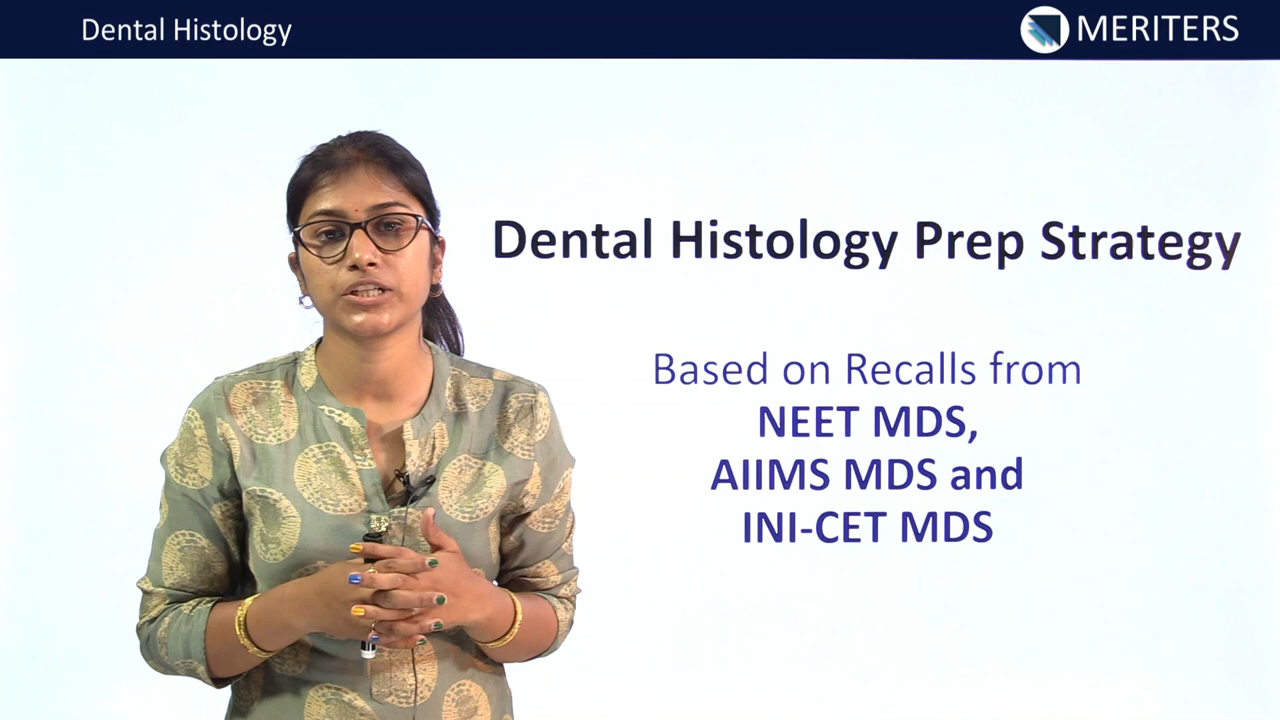 Dental Histology
MERITERS
Dental Histology Prep Strategy
Based on Recalls from
NEET MDS,
AIIMS MDS and
INI-CET MDS